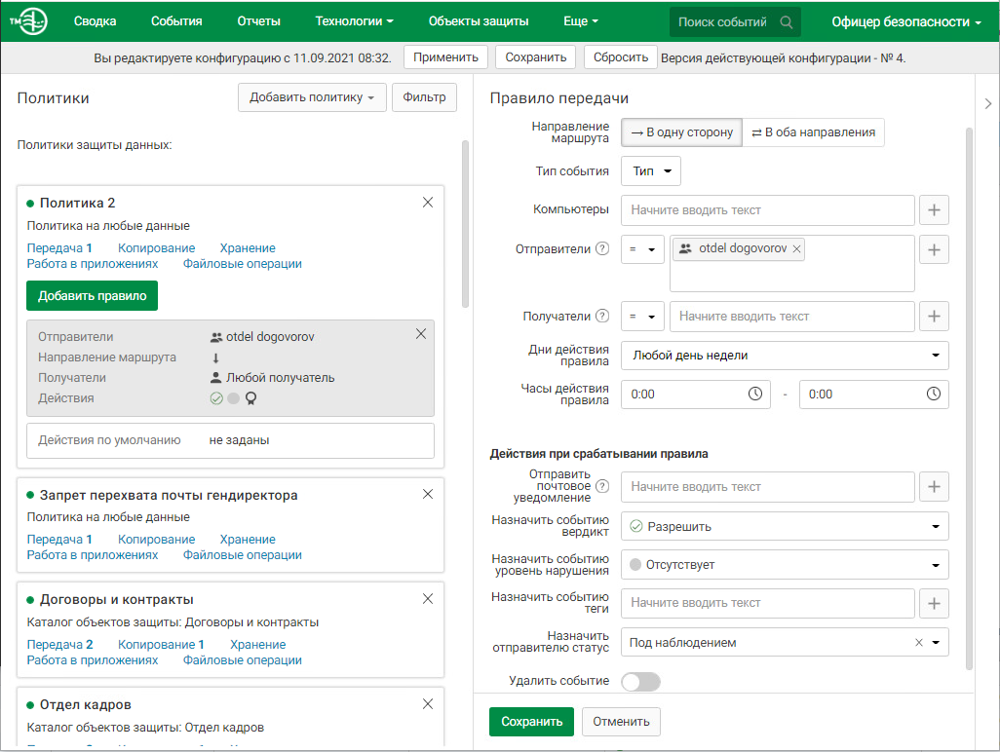 TM
Сводка
События
Отчеты
Технологии
Объекты защиты
Еще
Поиск событий
Офицер безопасности
Вы редактируете конфигурацию с 11.09.2021 08:32.
Применить
Сохранить
Сбросить
Версия действующей конфигурации - № 4.
Политики
Добавить политику
Фильтр
Политики защиты данных:
Политика 2
Политика на любые данные
Передача 1 Копирование Хранение
Работа в приложениях Файловые операции
Добавить правило
Отправители otdel dogovorov
Направление маршрута
Получатели Любой получатель
Действия
Действия по умолчанию не заданы
Запрет перехвата почты гендиректора
Политика на любые данные
Передача 1 Копирование Хранение
Работа в приложениях Файловые операции
Договоры и контракты
Каталог объектов защиты: Договоры и контракты
Передача 2 Копирование 1 Хранение
Работа в приложениях Файловые операции
Отдел кадров
Каталог объектов защиты: Отдел кадров
Правило передачи
Направление
маршрута
В одну сторону
В оба направления
Тип события
Тип
Компьютеры
Начните вводить текст
Отправители ? = otdel dogovorov
Получатели ? = Начните вводить текст
Дни действия
правила
Любой день недели
Часы действия
правила
0:00 - 0:00
Действия при срабатывании правила
Отправить
почтовое
уведомление
?
Начните вводить текст
Назначить событию
вердикт
Разрешить
Назначить событию
уровень нарушения
Отсутствует
Назначить событию
теги
Начните вводить текст
Назначить
отправителю статус
Под наблюдением
Удалить событие
Сохранить
Отменить